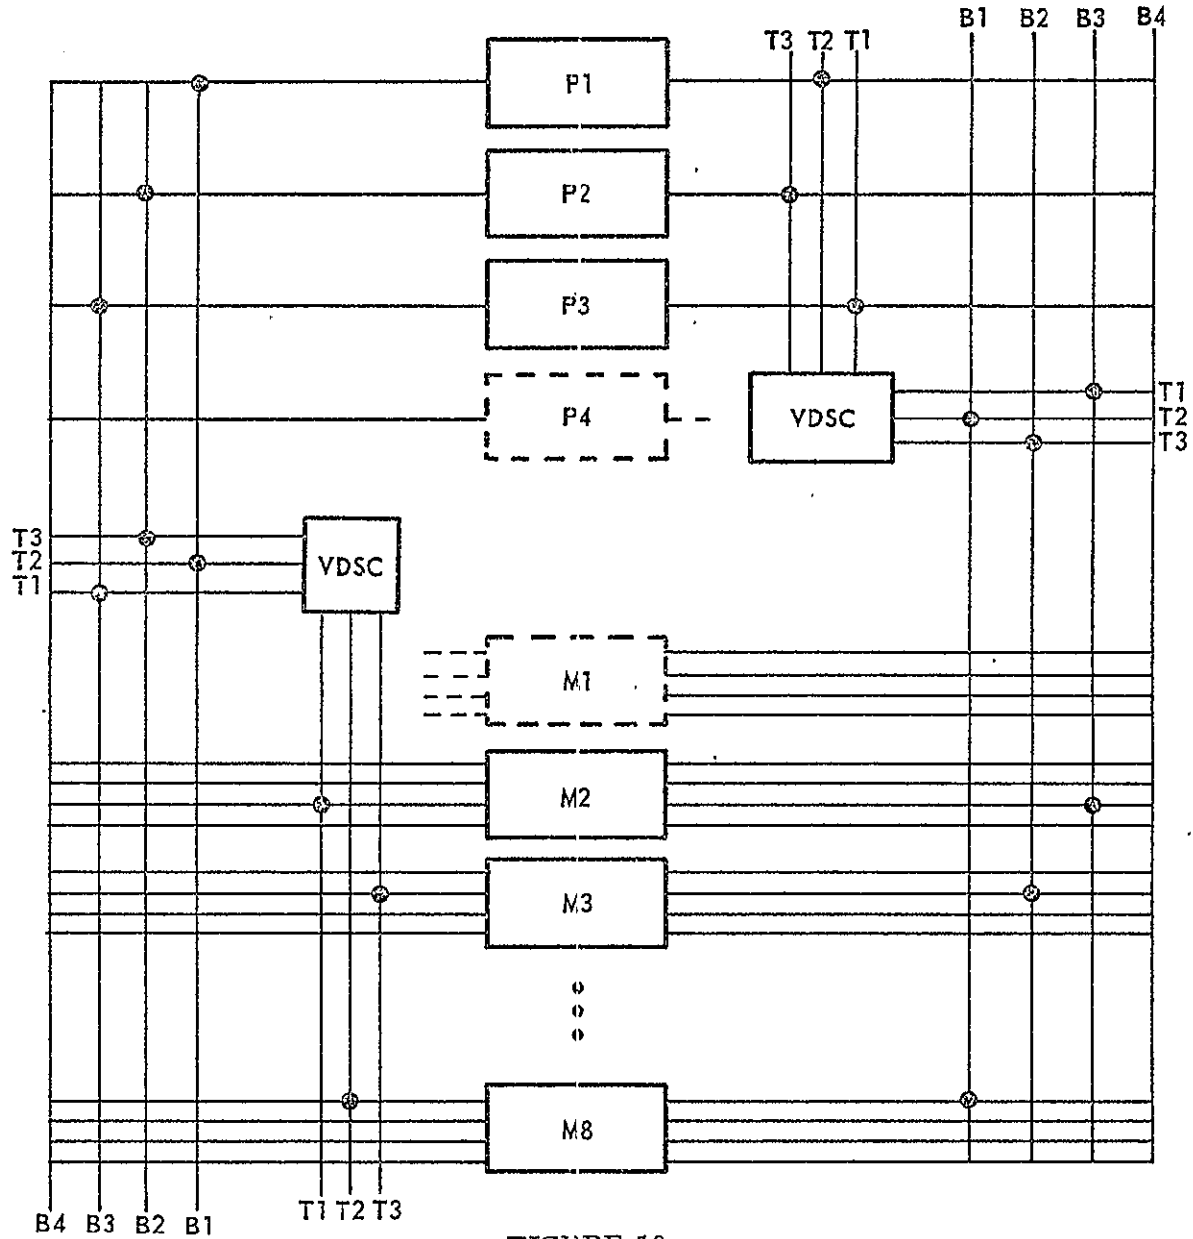 B1 B2 B3 B4
T3 T2 T1
P1
P2
P3
P4
VDSC
T1
T2
T3
T3
T2
T1
VDSC
M1
M2
M3
M8
T1 T2 T3
B4 B3 B2 B1